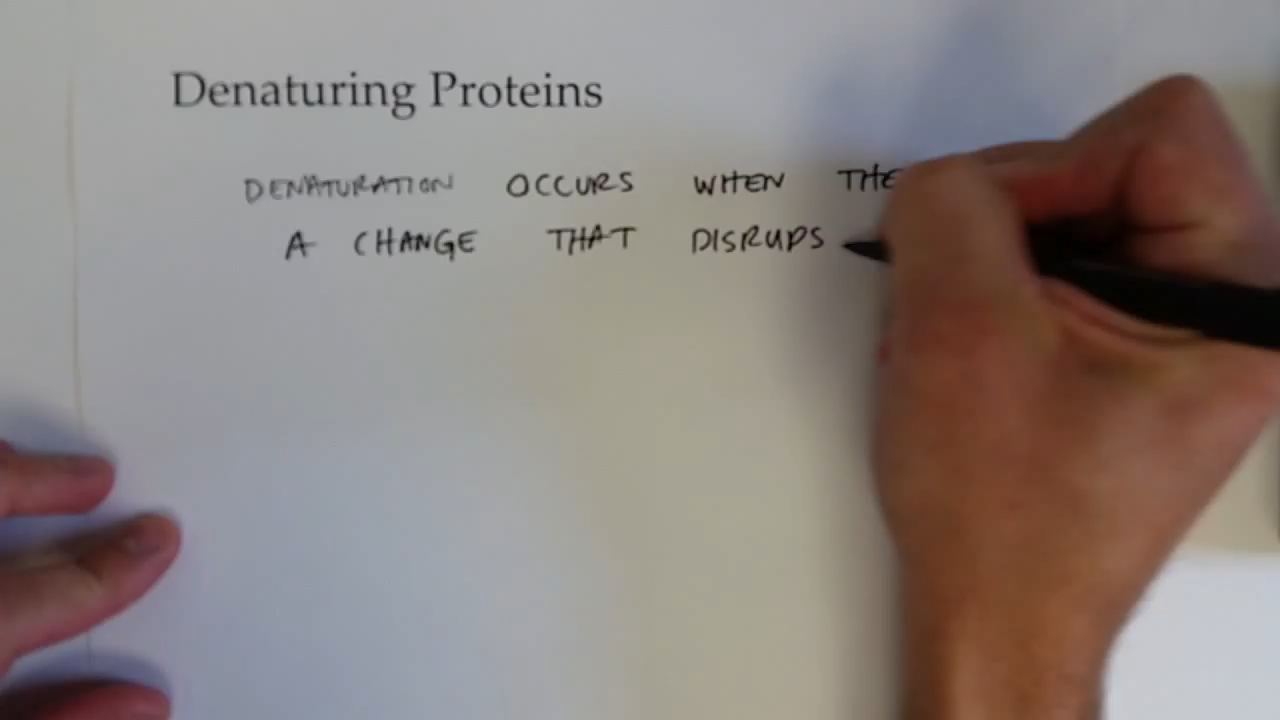 Denaturing Proteins
DENATURATION OCCURS WHEN THE
A CHANGE THAT DISRUPS